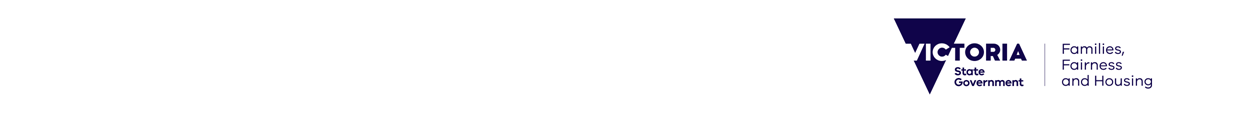 VICTORIA
State
Government
Families,
Fairness
and Housing